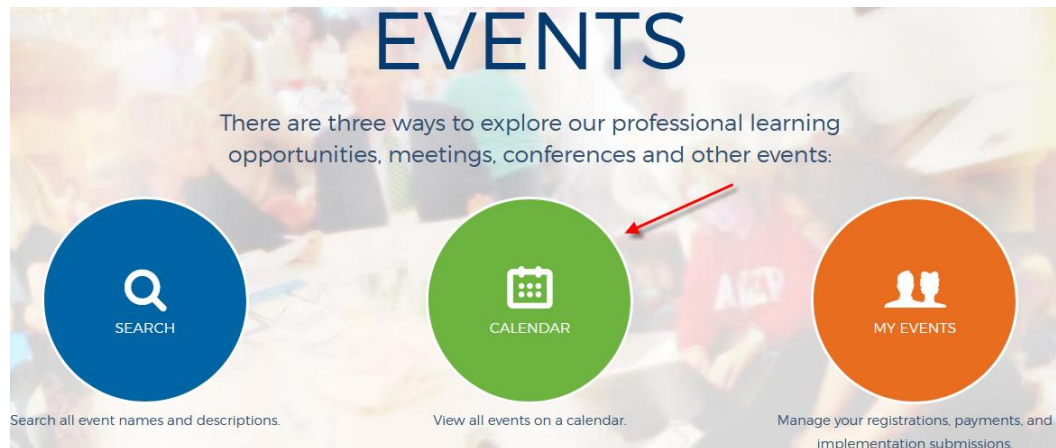 EVENTS
There are three ways to explore our professional learning
opportunities, meetings, conferences and other events:
SEARCH
CALENDAR
MY EVENTS
Search all event names and descriptions.
View all events on a calendar.
Manage your registrations, payments, and
implementation submissions.